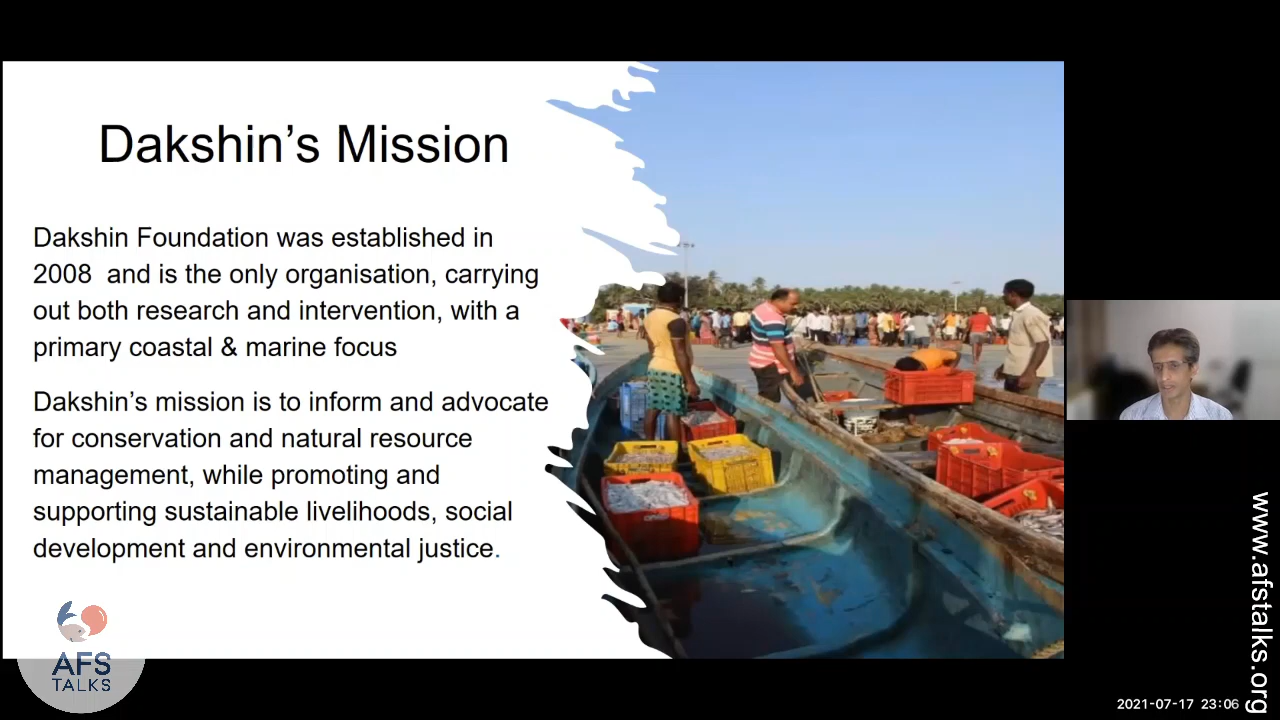 Dakshin’s Mission
Dakshin Foundation was established in
2008 and is the only organisation, carrying
out both research and intervention, with a
primary coastal & marine focus
Dakshin’s mission is to inform and advocate
for conservation and natural resource
management, while promoting and
supporting sustainable livelihoods, social
development and environmental justice.
AFS
TALKS
www.afstalks.org
2021-07-17 23:06